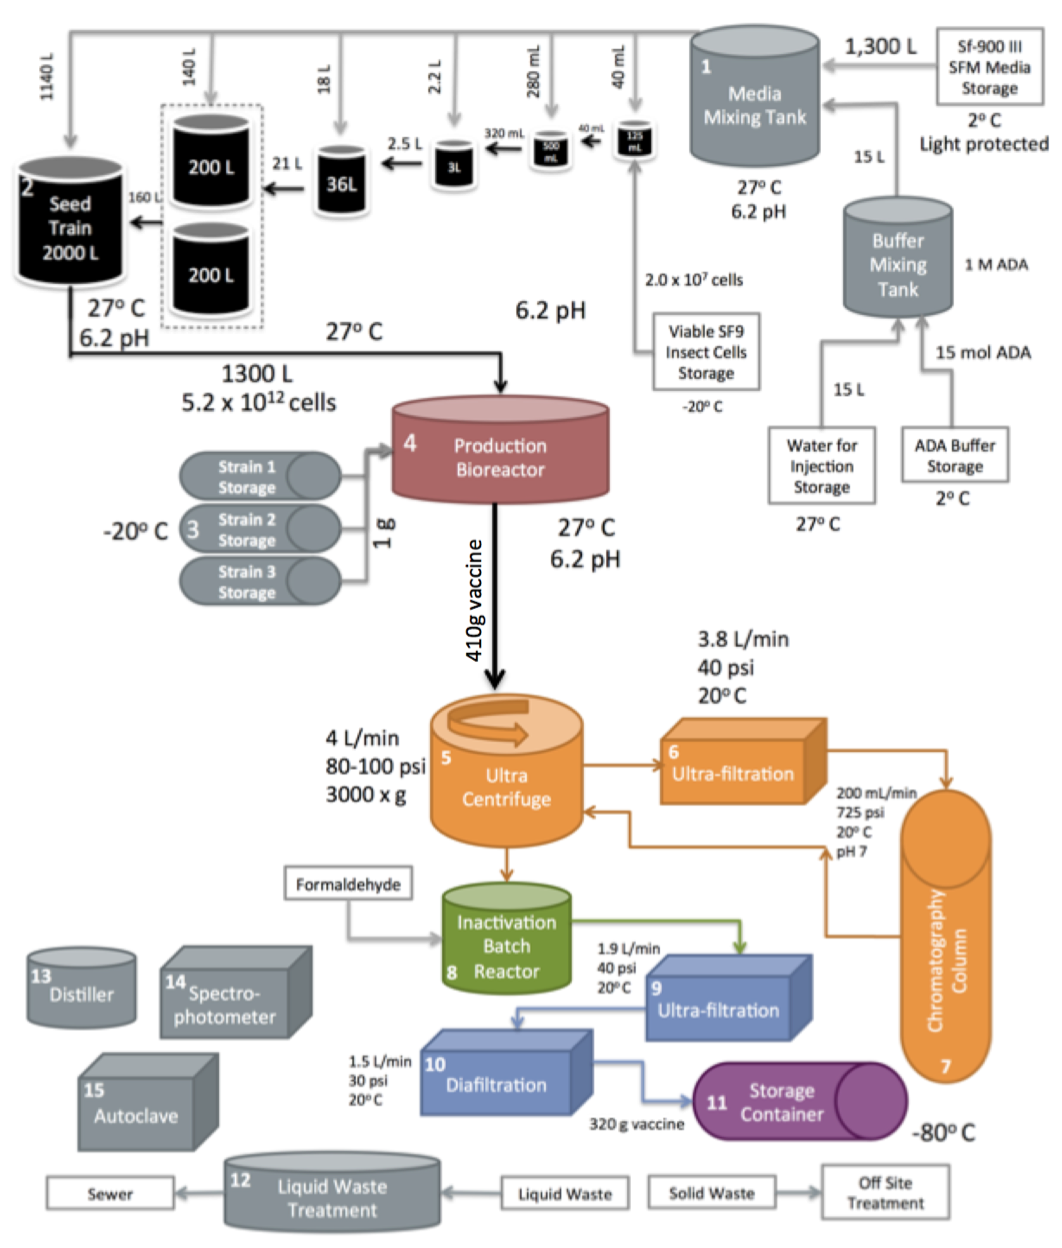 1140 L
140 L
18 L
2.2 L
280 mL
40 mL
1
Media
Mixing Tank
1,300 L
Sf-900 III
SFM Media
Storage
2° C
Light protected
27° C
6.2 pH
15 L
Buffer
Mixing
Tank
1 M ADA
15 mol ADA
15 L
Water for
Injection
Storage
27° C
ADA Buffer
Storage
2° C
125
mL
40 mL
500
mL
320 mL
3L
2.5 L
36L
21 L
200 L
200 L
160L
2
Seed
Train
2000 L
27° C
6.2 pH
2.0 x 10⁷ cells
Viable SF9
Insect Cells
Storage
-20° C
27° C
6.2 pH
1300 L
5.2 x 10¹² cells
4
Production
Bioreactor
27° C
6.2 pH
-20° C
3
Strain 1
Storage
Strain 2
Storage
Strain 3
Storage
1 g
410g vaccine
4 L/min
80-100 psi
3000 x g
5
Ultra
Centrifuge
3.8 L/min
40 psi
20° C
6
Ultra-filtration
200 mL/min
725 psi
20° C
pH 7
Chromatography
Column
7
Formaldehyde
Inactivation
Batch
Reactor
8
1.9 L/min
40 psi
20° C
9
Ultra-filtration
1.5 L/min
30 psi
20° C
10
Diafiltration
320 g vaccine
11
Storage
Container
-80° C
13
Distiller
14
Spectro-
photometer
15
Autoclave
Sewer
12
Liquid Waste
Treatment
Liquid Waste
Solid Waste
Off Site
Treatment